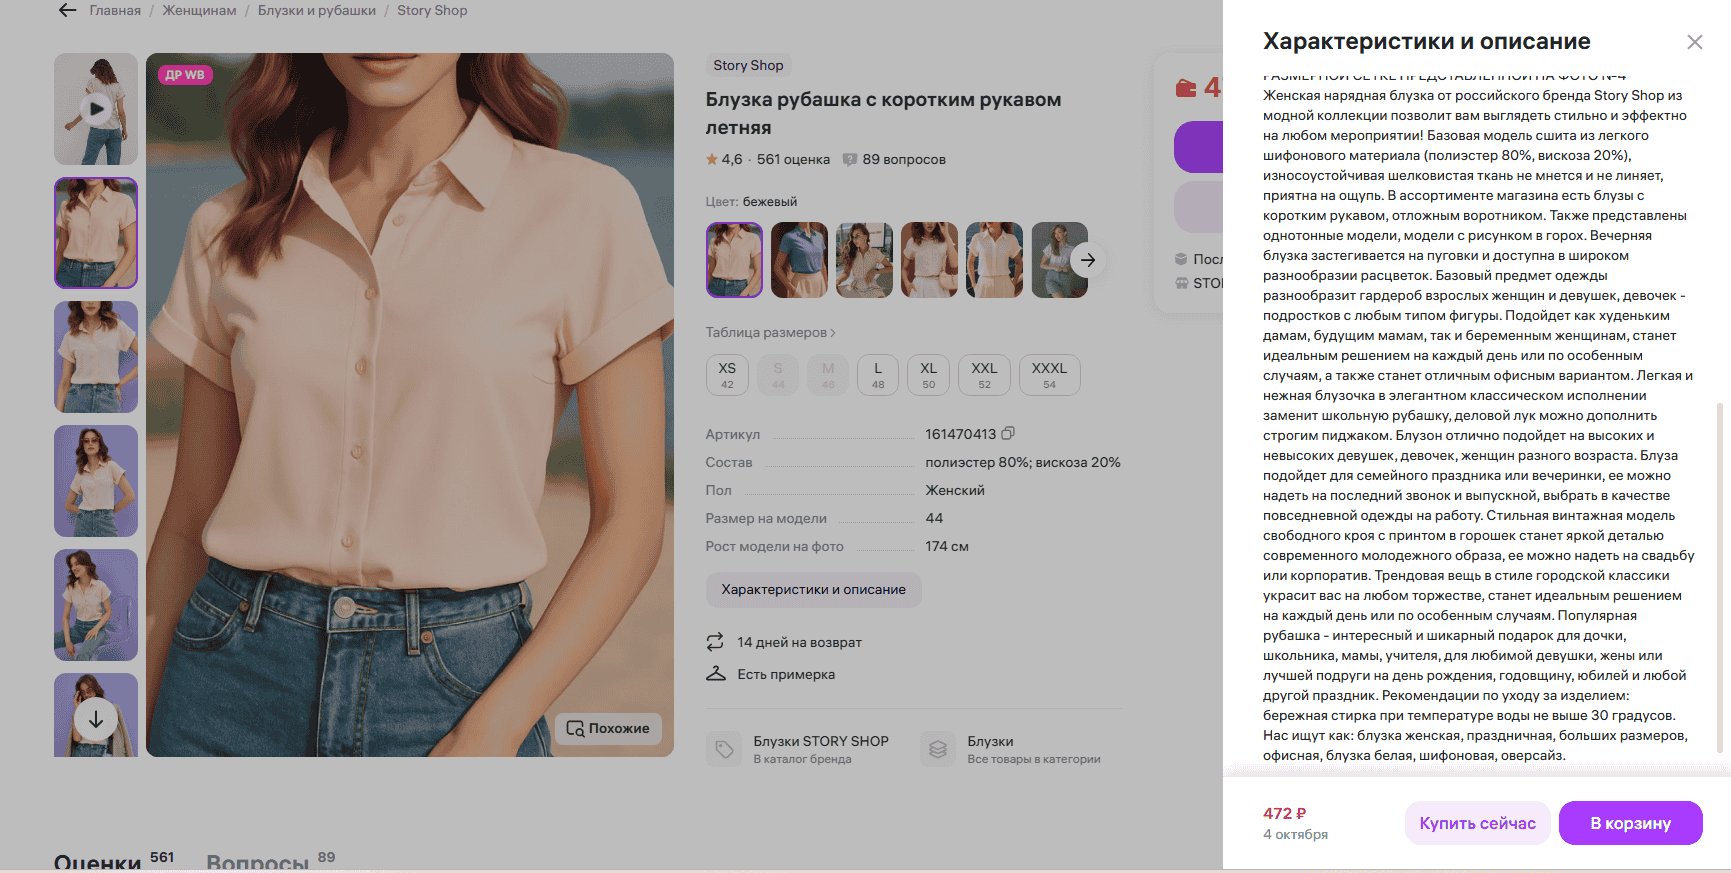 Главная / Женщинам / Блузки и рубашки / Story Shop
ДР WB
Похожие
Story Shop
Блузка рубашка с коротким рукавом
летняя
4,6 · 561 оценка 89 вопросов
Цвет: бежевый
Таблица размеров
XS S M L XL XXL XXXL
42 44 46 48 50 52 54
Артикул 161470413
Состав полиэстер 80%; вискоза 20%
Пол Женский
Размер на модели 44
Рост модели на фото 174 см
Характеристики и описание
14 дней на возврат
Есть примерка
Блузки STORY SHOP
В каталог бренда
Блузки
Все товары в категории
Оценки 561 Вопросы 89
4
Посл
STO
Характеристики и описание
РАЗМЕРНОЙ СЕТКЕ ПРЕДСТАВЛЕННОЙ НА ФОТО №4
Женская нарядная блузка от российского бренда Story Shop из
модной коллекции позволит вам выглядеть стильно и эффектно
на любом мероприятии! Базовая модель сшита из легкого
шифонового материала (полиэстер 80%, вискоза 20%),
износоустойчивая шелковистая ткань не мнется и не линяет,
приятна на ощупь. В ассортименте магазина есть блузы с
коротким рукавом, отложным воротником. Также представлены
однотонные модели, модели с рисунком в горох. Вечерняя
блузка застегивается на пуговки и доступна в широком
разнообразии расцветок. Базовый предмет одежды
разнообразит гардероб взрослых женщин и девушек, девочек -
подростков с любым типом фигуры. Подойдет как худеньким
дамам, будущим мамам, так и беременным женщинам, станет
идеальным решением на каждый день или по особенным
случаям, а также станет отличным офисным вариантом. Легкая и
нежная блузочка в элегантном классическом исполнении
заменит школьную рубашку, деловой лук можно дополнить
строгим пиджаком. Блузон отлично подойдет на высоких и
невысоких девушек, девочек, женщин разного возраста. Блуза
подойдет для семейного праздника или вечеринки, ее можно
надеть на последний звонок и выпускной, выбрать в качестве
повседневной одежды на работу. Стильная винтажная модель
свободного кроя с принтом в горошек станет яркой деталью
современного молодежного образа, ее можно надеть на свадьбу
или корпоратив. Трендовая вещь в стиле городской классики
украсит вас на любом торжестве, станет идеальным решением
на каждый день или по особенным случаям. Популярная
рубашка - интересный и шикарный подарок для дочки,
школьника, мамы, учителя, для любимой девушки, жены или
лучшей подруги на день рождения, годовщину, юбилей и любой
другой праздник. Рекомендации по уходу за изделием:
бережная стирка при температуре воды не выше 30 градусов.
Нас ищут как: блузка женская, праздничная, больших размеров,
офисная, блузка белая, шифоновая, оверсайз.
472 ₽
4 октября
Купить сейчас
В корзину